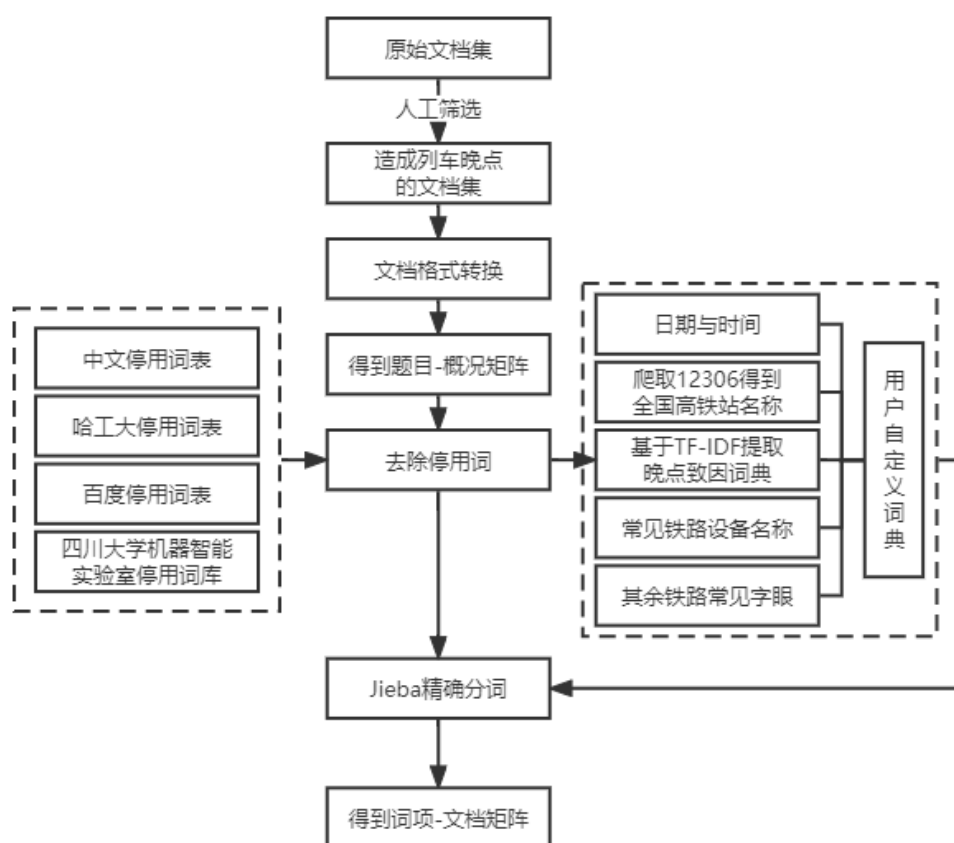 原始文档集
人工筛选
造成列车晚点
的文档集
文档格式转换
得到题目-概况矩阵
去除停用词
中文停用词表
哈工大停用词表
百度停用词表
四川大学机器智能
实验室停用词库
日期与时间
爬取12306得到
全国高铁站名称
基于TF-IDF提取
晚点致因词典
常见铁路设备名称
其余铁路常见字眼
用户自定义词典
Jieba精确分词
得到词项-文档矩阵